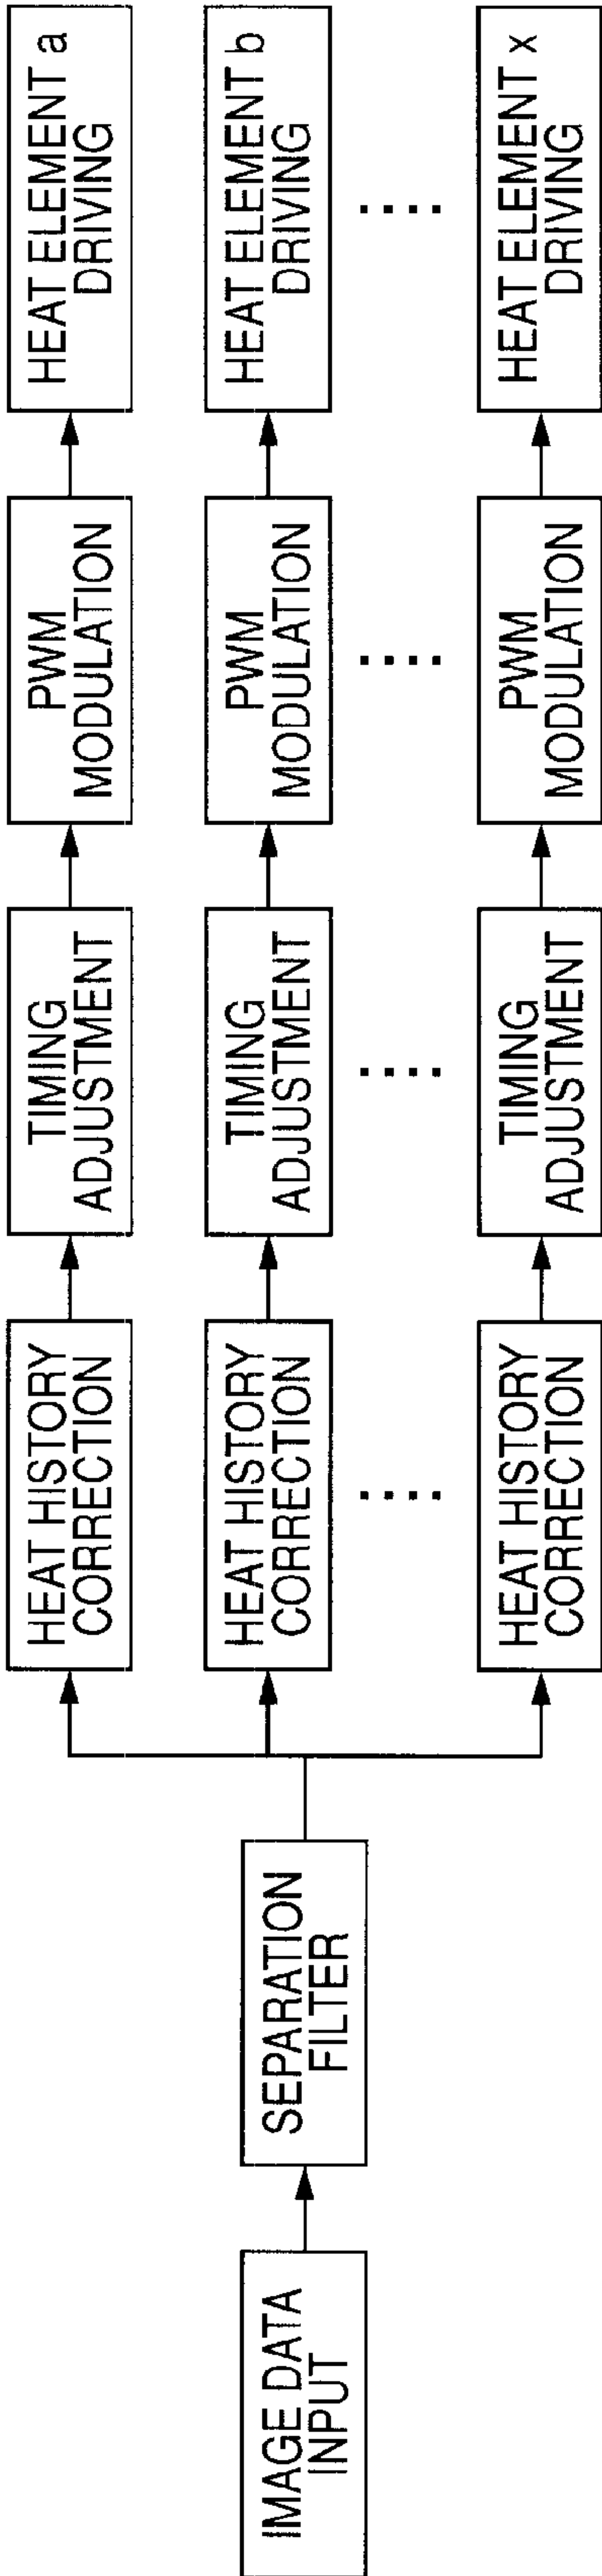 IMAGE DATA
INPUT
SEPARATION
FILTER
HEAT HISTORY
CORRECTION
TIMING
ADJUSTMENT
PWM
MODULATION
HEAT ELEMENT a
DRIVING
HEAT HISTORY
CORRECTION
TIMING
ADJUSTMENT
PWM
MODULATION
HEAT ELEMENT b
DRIVING
HEAT HISTORY
CORRECTION
TIMING
ADJUSTMENT
PWM
MODULATION
HEAT ELEMENT x
DRIVING